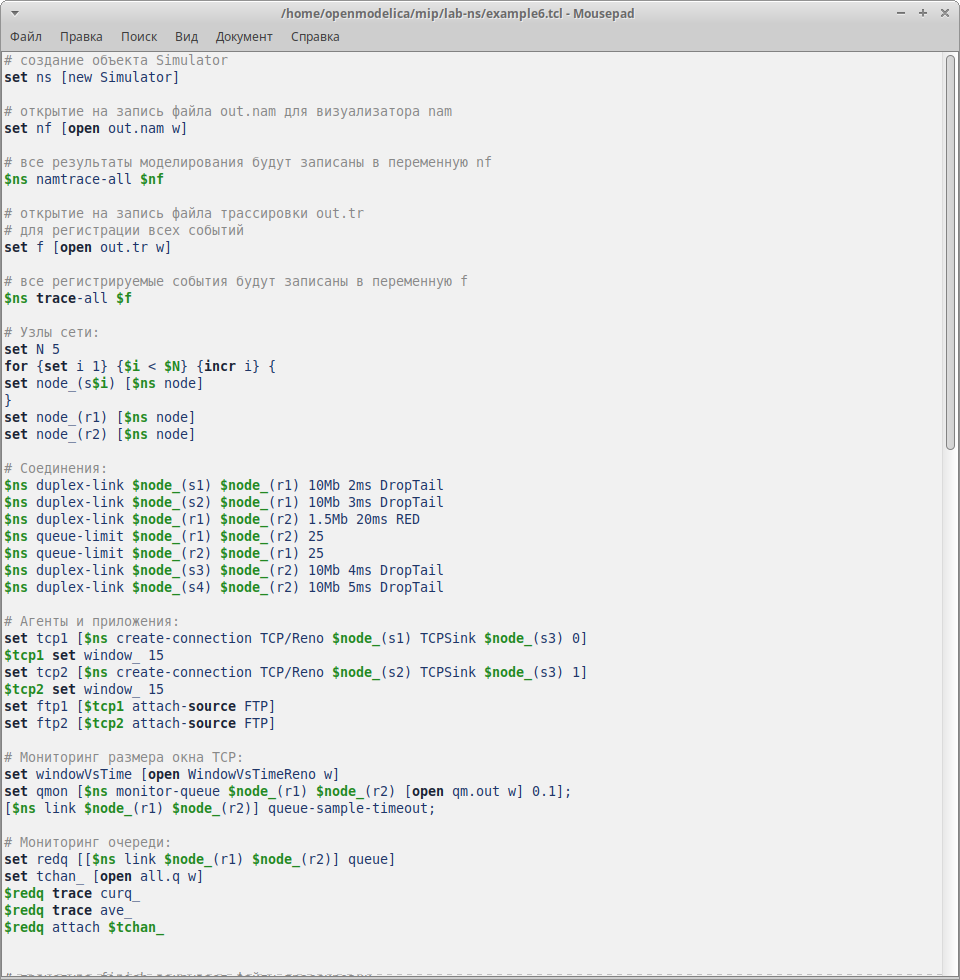 /home/openmodelica/mip/lab-ns/example6.tcl - Mousepad
Файл Правка Поиск Вид Документ Справка
# создание объекта Simulator
set ns [new Simulator]
# открытие на запись файла out.nam для визуализатора nam
set nf [open out.nam w]
# все результаты моделирования будут записаны в переменную nf
$ns namtrace-all $nf
# открытие на запись файла трассировки out.tr
# для регистрации всех событий
set f [open out.tr w]
# все регистрируемые события будут записаны в переменную f
$ns trace-all $f
# Узлы сети:
set N 5
for {set i 1} {$i < $N} {incr i} {
set node_(s$i) [$ns node]
}
set node_(r1) [$ns node]
set node_(r2) [$ns node]
# Соединения:
$ns duplex-link $node_(s1) $node_(r1) 10Mb 2ms DropTail
$ns duplex-link $node_(s2) $node_(r1) 10Mb 3ms DropTail
$ns duplex-link $node_(r1) $node_(r2) 1.5Mb 20ms RED
$ns queue-limit $node_(r1) $node_(r2) 25
$ns queue-limit $node_(r2) $node_(r1) 25
$ns duplex-link $node_(s3) $node_(r2) 10Mb 4ms DropTail
$ns duplex-link $node_(s4) $node_(r2) 10Mb 5ms DropTail
# Агенты и приложения:
set tcp1 [$ns create-connection TCP/Reno $node_(s1) TCPSink $node_(s3) 0]
$tcp1 set window_ 15
set tcp2 [$ns create-connection TCP/Reno $node_(s2) TCPSink $node_(s3) 1]
$tcp2 set window_ 15
set ftp1 [$tcp1 attach-source FTP]
set ftp2 [$tcp2 attach-source FTP]
# Мониторинг размера окна TCP:
set windowVsTime [open WindowVsTimeReno w]
set qmon [$ns monitor-queue $node_(r1) $node_(r2) [open qm.out w] 0.1];
[$ns link $node_(r1) $node_(r2)] queue-sample-timeout;
# Мониторинг очереди:
set redq [[$ns link $node_(r1) $node_(r2)] queue]
set tchan_ [open all.q w]
$redq trace curq_
$redq trace ave_
$redq attach $tchan_